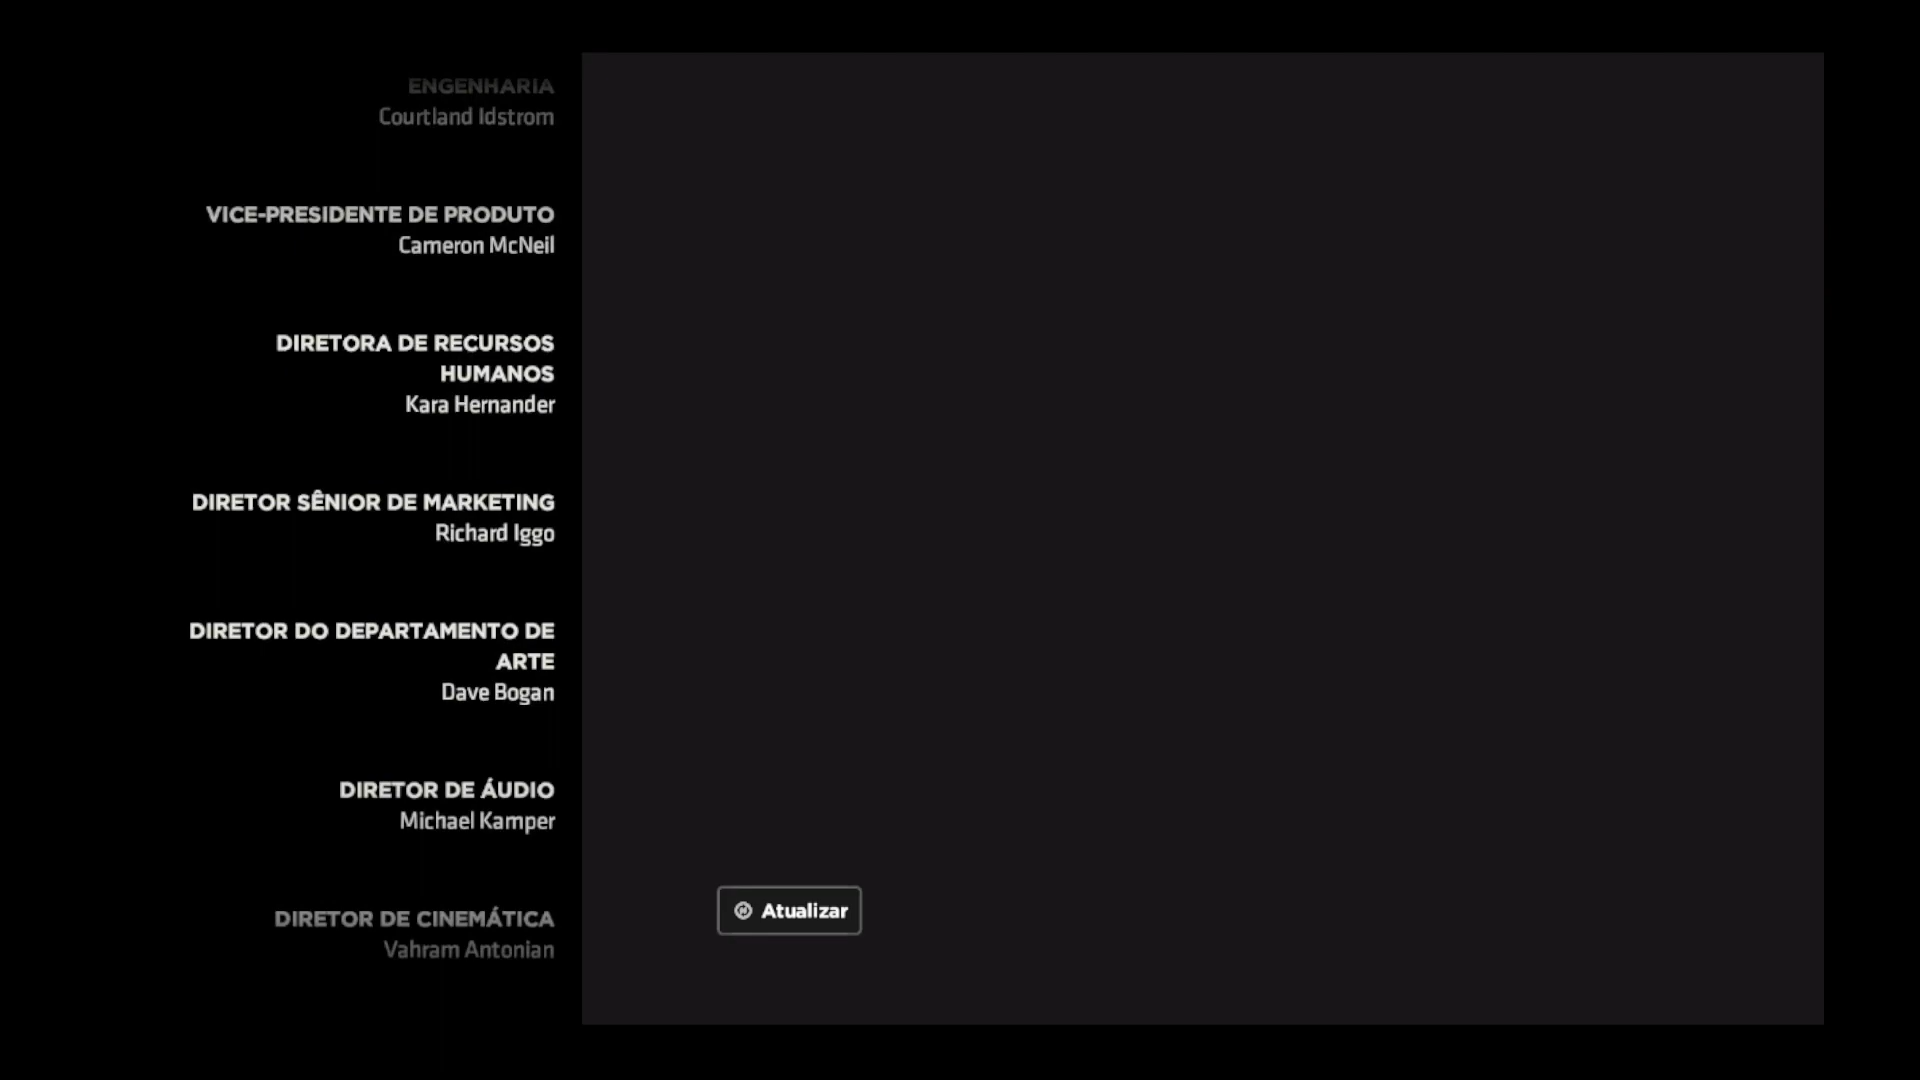 ENGENHARIA
Courtland Idstrom
VICE-PRESIDENTE DE PRODUTO
Cameron McNeil
DIRETORA DE RECURSOS
HUMANOS
Kara Hernander
DIRETOR SÊNIOR DE MARKETING
Richard Iggo
DIRETOR DO DEPARTAMENTO DE
ARTE
Dave Bogan
DIRETOR DE ÁUDIO
Michael Kamper
DIRETOR DE CINEMÁTICA
Vahram Antonian
Atualizar